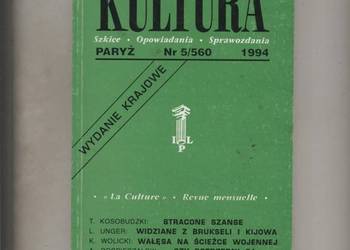 KULTURA
Szkice • Opowiadania • Sprawozdania
PARYŻ Nr 5/560 1994
WYDANIE KRAJOWE
I L
P
• «La Culture» • Revue mensuelle •
T. KOSOBUDZKI: STRACONE SZANSE
L. UNGER: WIDZIANE Z BRUKSELI I KIJOWA
K. WOLICKI: WAŁĘSA NA ŚCIEŻCE WOJENNEJ